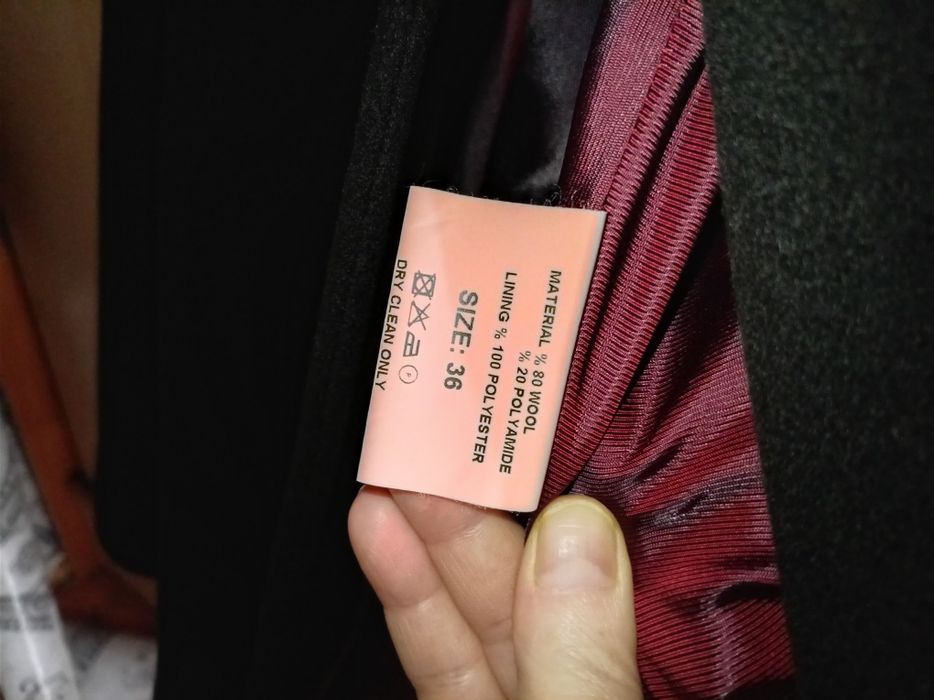 MATERIAL % 80 WOOL
% 20 POLYAMIDE
LINING % 100 POLYESTER
SIZE: 36
P
DRY CLEAN ONLY